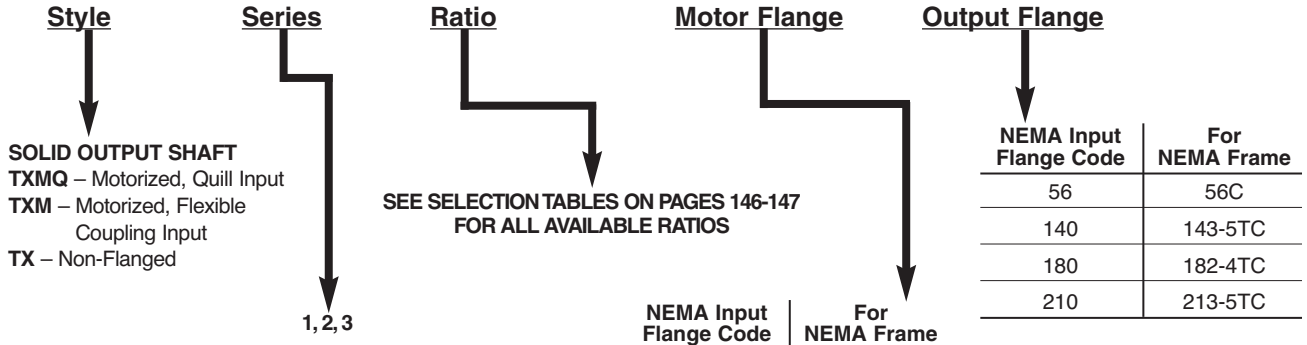 Style Series Ratio Motor Flange Output Flange
SOLID OUTPUT SHAFT
TXMQ – Motorized, Quill Input
TXM – Motorized, Flexible
Coupling Input
TX – Non-Flanged
1, 2, 3
SEE SELECTION TABLES ON PAGES 146-147
FOR ALL AVAILABLE RATIOS
NEMA Input For
Flange Code NEMA Frame
NEMA Input For
Flange Code NEMA Frame
56 56C
140 143-5TC
180 182-4TC
210 213-5TC